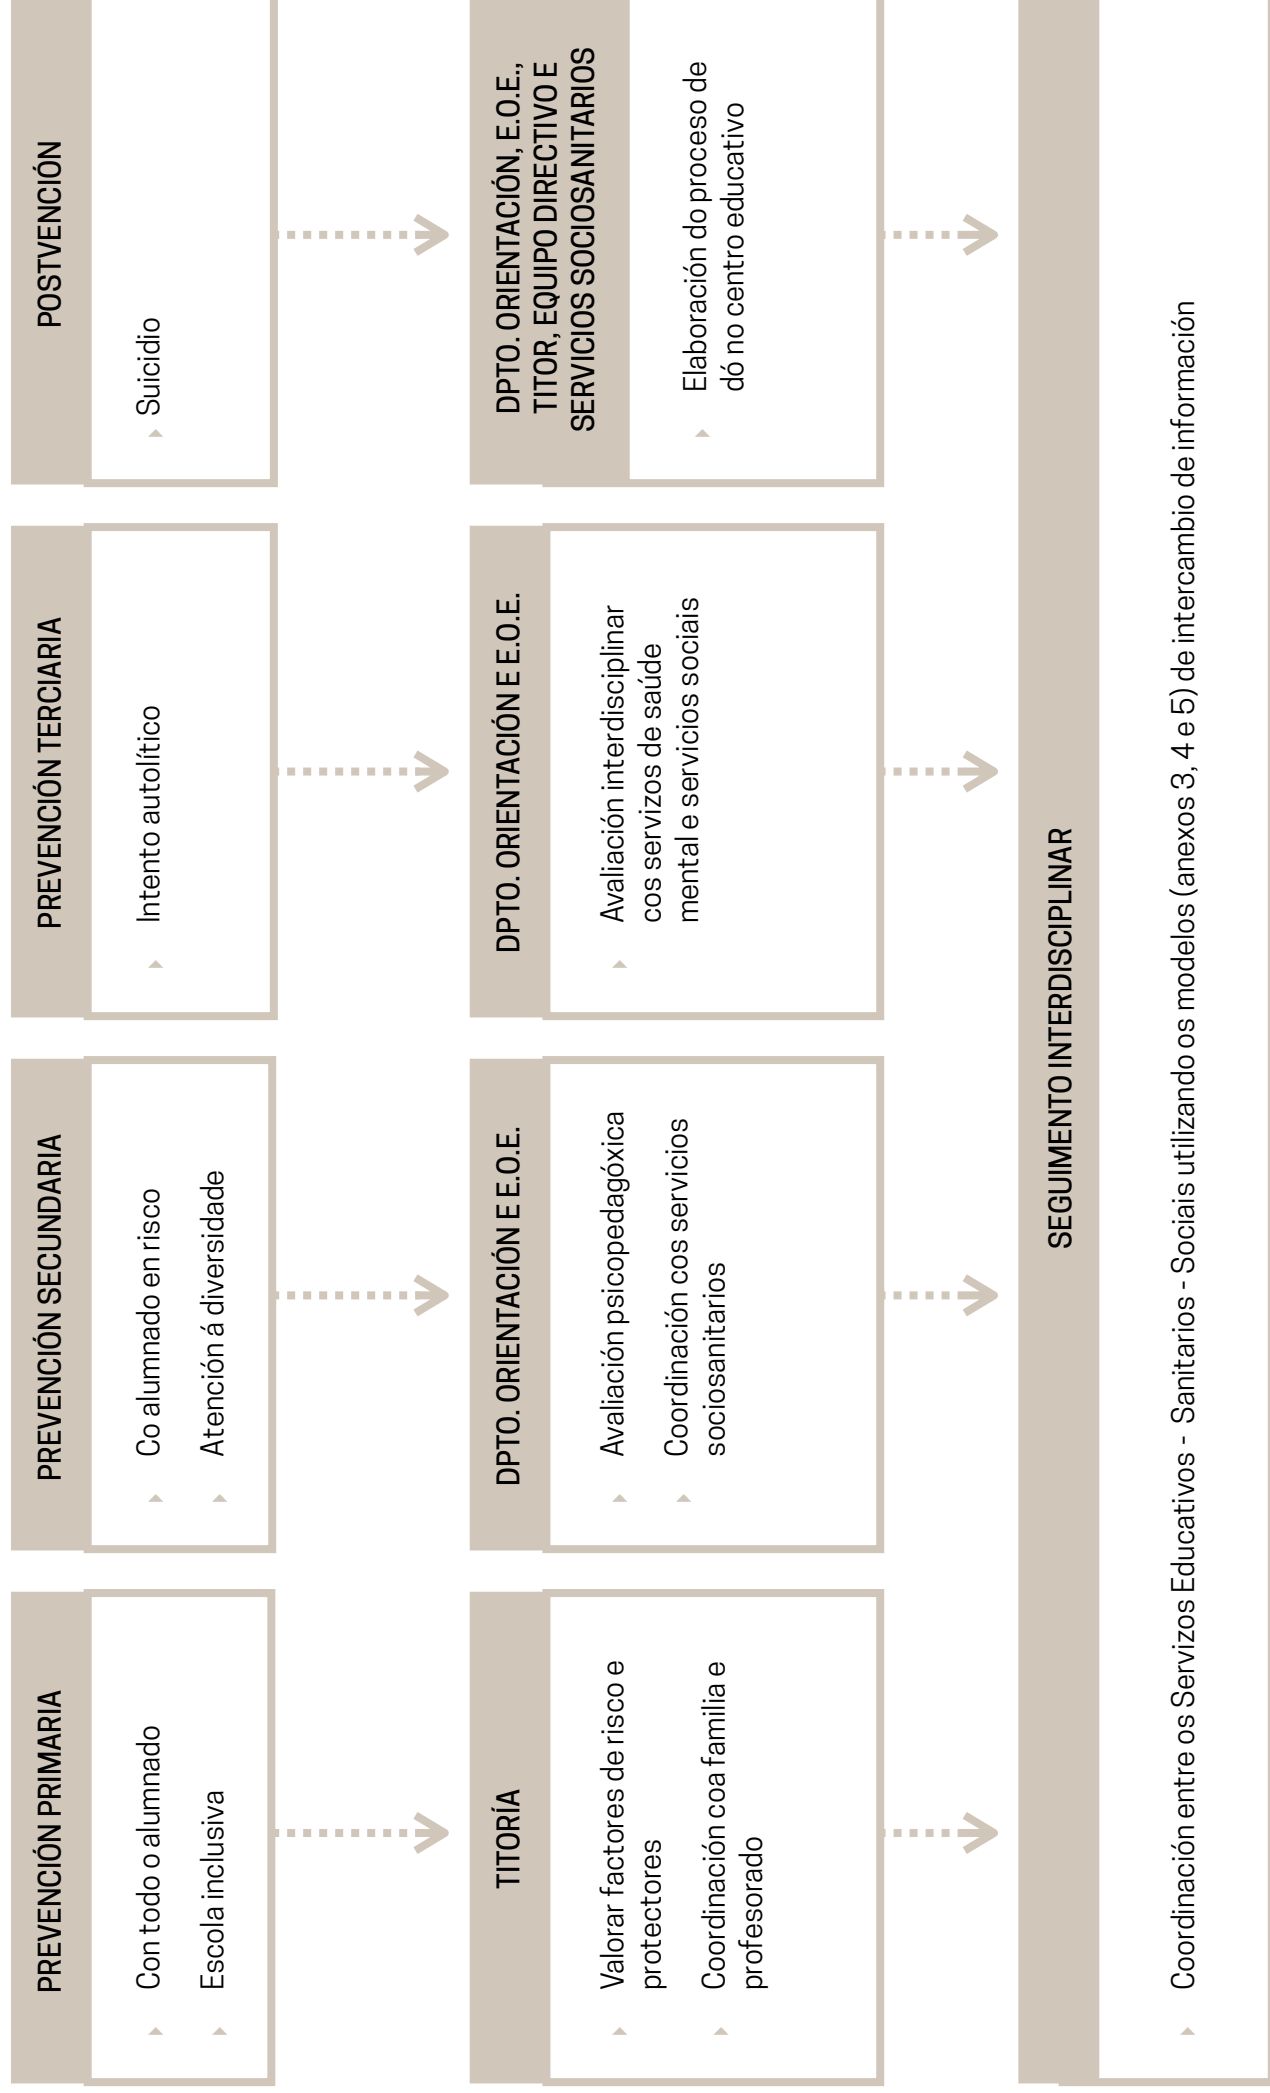 PREVENCIÓN PRIMARIA
Con todo o alumnado
Escola inclusiva
TITORÍA
Valorar factores de risco e
protectores
Coordinación coa familia e
profesorado
PREVENCIÓN SECUNDARIA
Co alumnado en risco
Atención á diversidade
DPTO. ORIENTACIÓN E E.O.E.
Avaliación psicopedagóxica
Coordinación cos servicios
sociosanitarios
PREVENCIÓN TERCIARIA
Intento autolítico
DPTO. ORIENTACIÓN E E.O.E.
Avaliación interdisciplinar
cos servizos de saúde
mental e servicios sociais
POSTVENCIÓN
Suicidio
DPTO. ORIENTACIÓN, E.O.E.,
TITOR, EQUIPO DIRECTIVO E
SERVICIOS SOCIOSANITARIOS
Elaboración do proceso de
dó no centro educativo
SEGUIMENTO INTERDISCIPLINAR
Coordinación entre os Servizos Educativos - Sanitarios - Sociais utilizando os modelos (anexos 3, 4 e 5) de intercambio de información